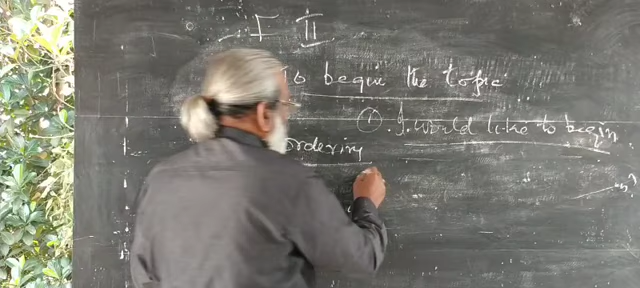 I II
To begin the topic
① . I would like to begin
ordering